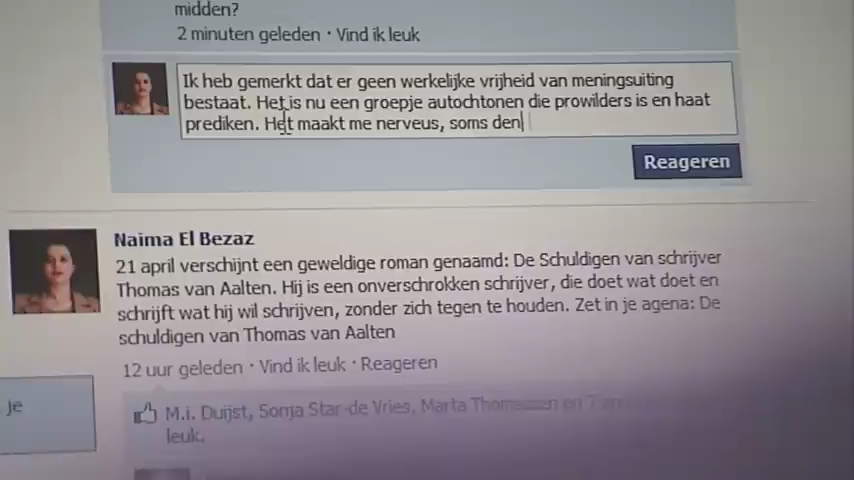 midden?
2 minuten geleden · Vind ik leuk
Ik heb gemerkt dat er geen werkelijke vrijheid van meningsuiting
bestaat. Het is nu een groepje autochtonen die prowilders is en haat
prediken. Het maakt me nerveus, soms den
Reageren
Naima El Bezaz
21 april verschijnt een geweldige roman genaamd: De Schuldigen van schrijver
Thomas van Aalten. Hij is een onverschrokken schrijver, die doet wat doet en
schrijft wat hij wil schrijven, zonder zich tegen te houden. Zet in je agena: De
schuldigen van Thomas van Aalten
12 uur geleden · Vind ik leuk · Reageren
je
M.i. Duijst, Sonja Star-de Vries, Marta Thomassen en 7
leuk.